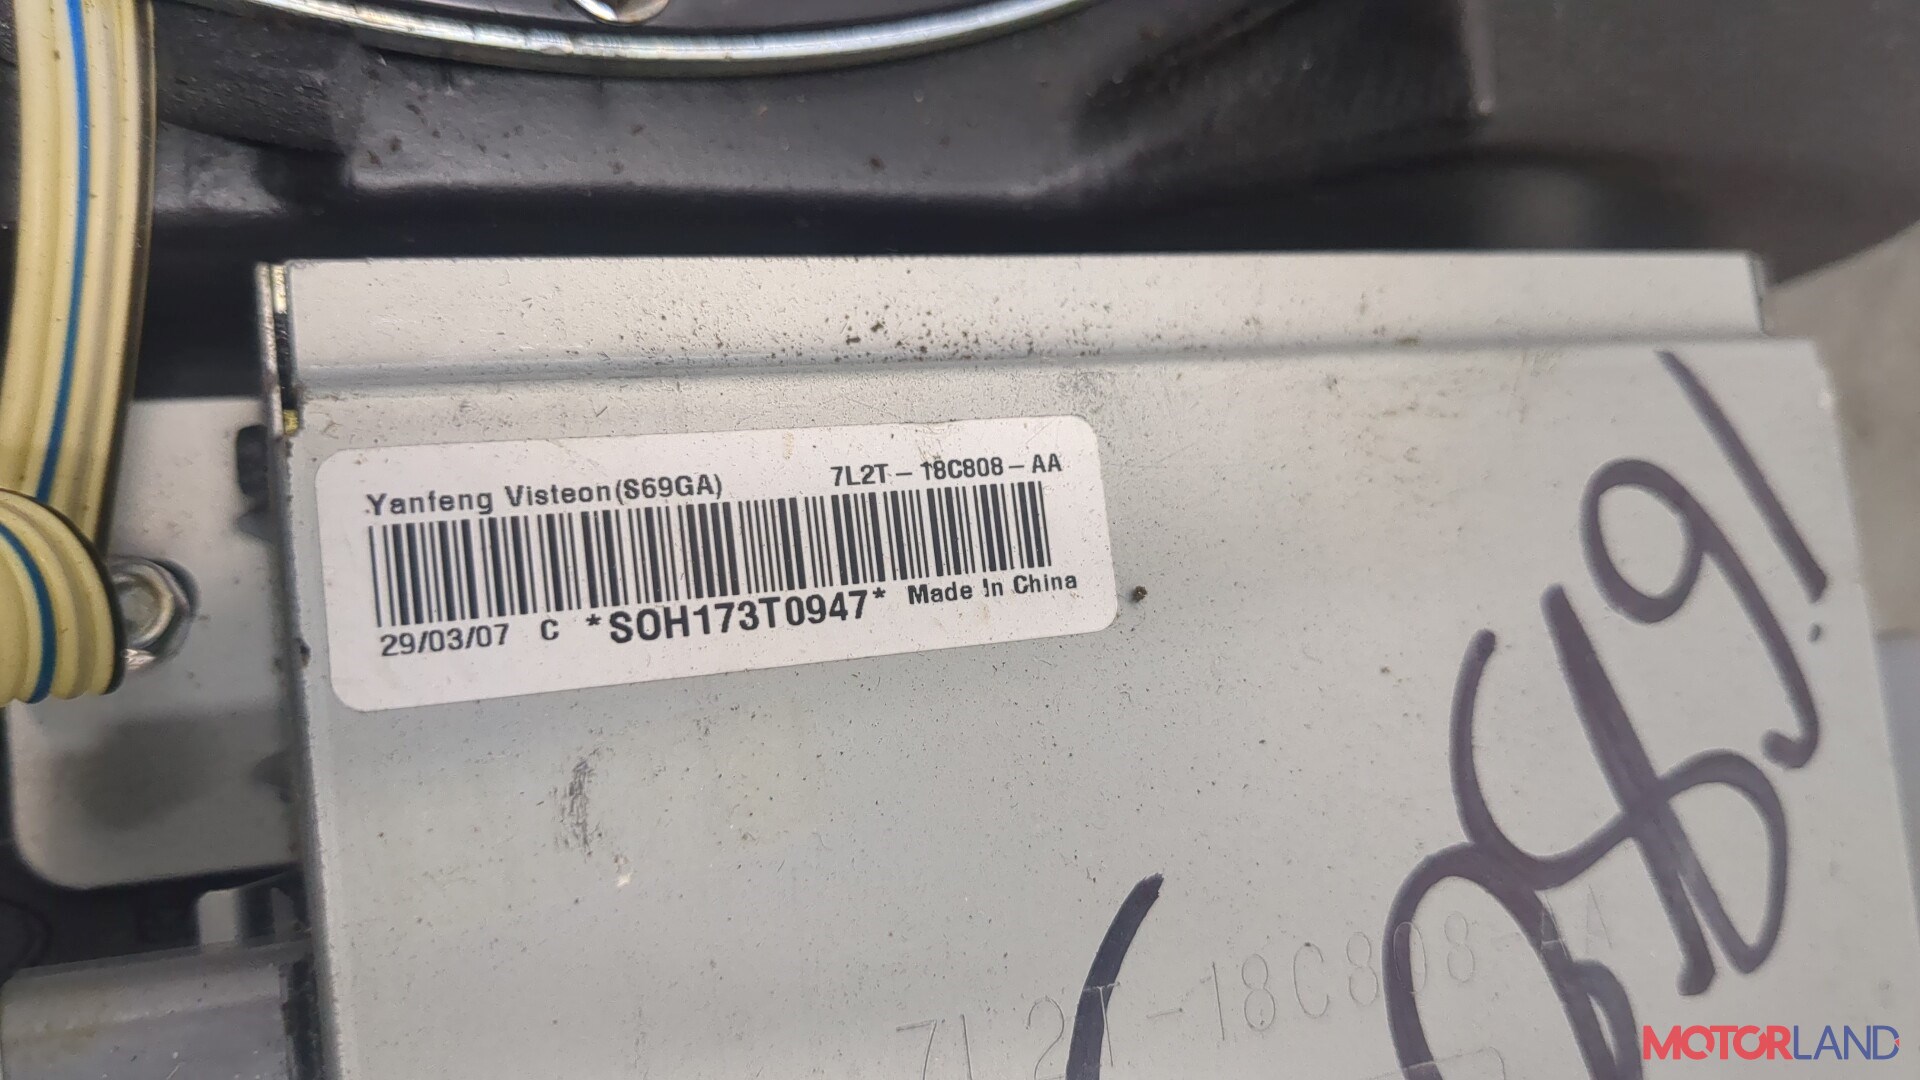 Yanfeng Visteon(S69GA) 7L2T-18C808-AA
29/03/07 C *SOH173T0947* Made In China
7L2T-18C808-AA
MOTORLAND